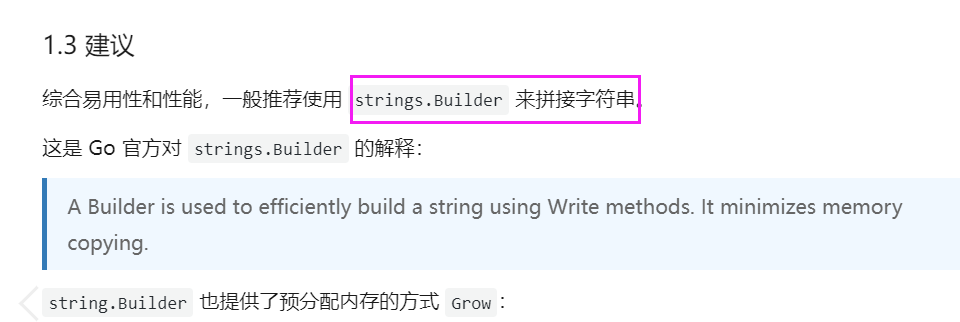 1.3 建议
综合易用性和性能，一般推荐使用 strings.Builder 来拼接字符串。
这是 Go 官方对 strings.Builder 的解释：
A Builder is used to efficiently build a string using Write methods. It minimizes memory
copying.
string.Builder 也提供了预分配内存的方式 Grow：